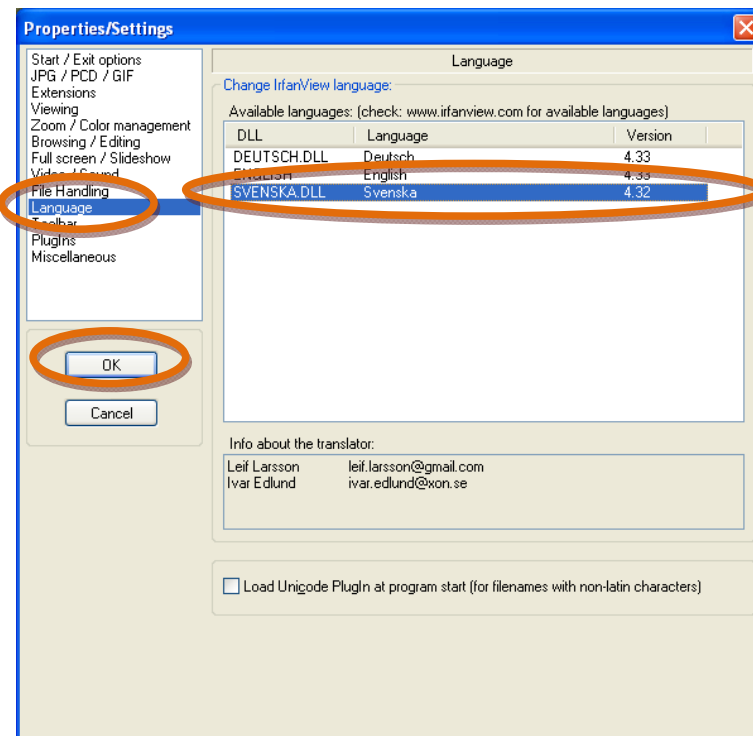 Properties/Settings
Start / Exit options
JPG / PCD / GIF
Extensions
Viewing
Zoom / Color management
Browsing / Editing
Full screen / Slideshow
Video / Sound
File Handling
Language
Toolbar
PlugIns
Miscellaneous
OK
Cancel
Language
Change IrfanView language:
Available languages: (check: www.irfanview.com for available languages)
DLL Language Version
DEUTSCH.DLL Deutsch 4.33
ENGLISH English 4.33
SVENSKA.DLL Svenska 4.32
Info about the translator:
Leif Larsson leif.larsson@gmail.com
Ivar Edlund ivar.edlund@xon.se
Load Unicode PlugIn at program start (for filenames with non-latin characters)